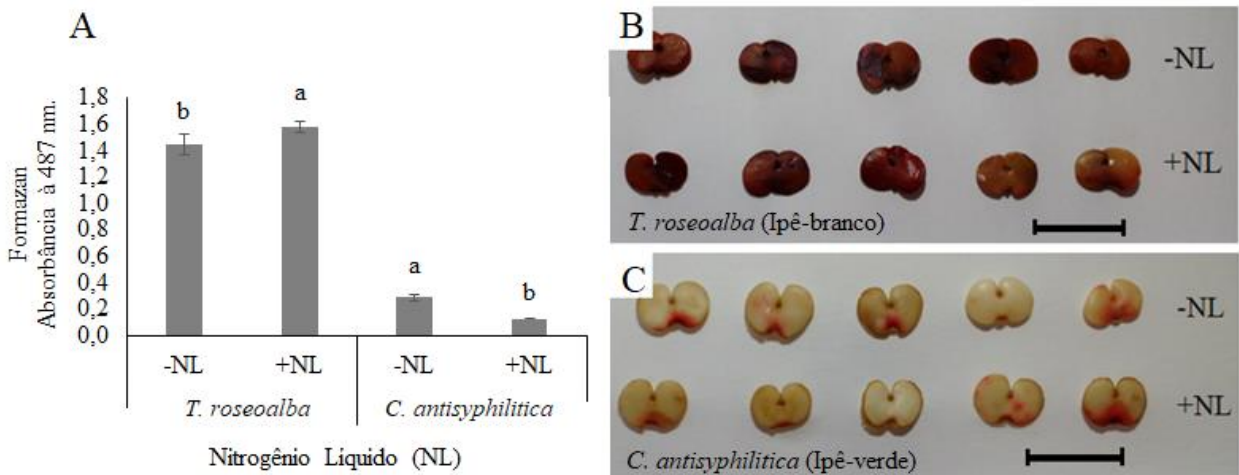 A
Formazan
Absorbância à 487 nm.
1,8
1,6
1,4
1,2
1,0
0,8
0,6
0,4
0,2
0,0
b
a
a
b
-NL
+NL
-NL
+NL
T. roseoalba
C. antisyphilitica
Nitrogênio Líquido (NL)
B
-NL
+NL
T. roseoalba (Ipê-branco)
C
-NL
+NL
C. antisyphilitica (Ipê-verde)